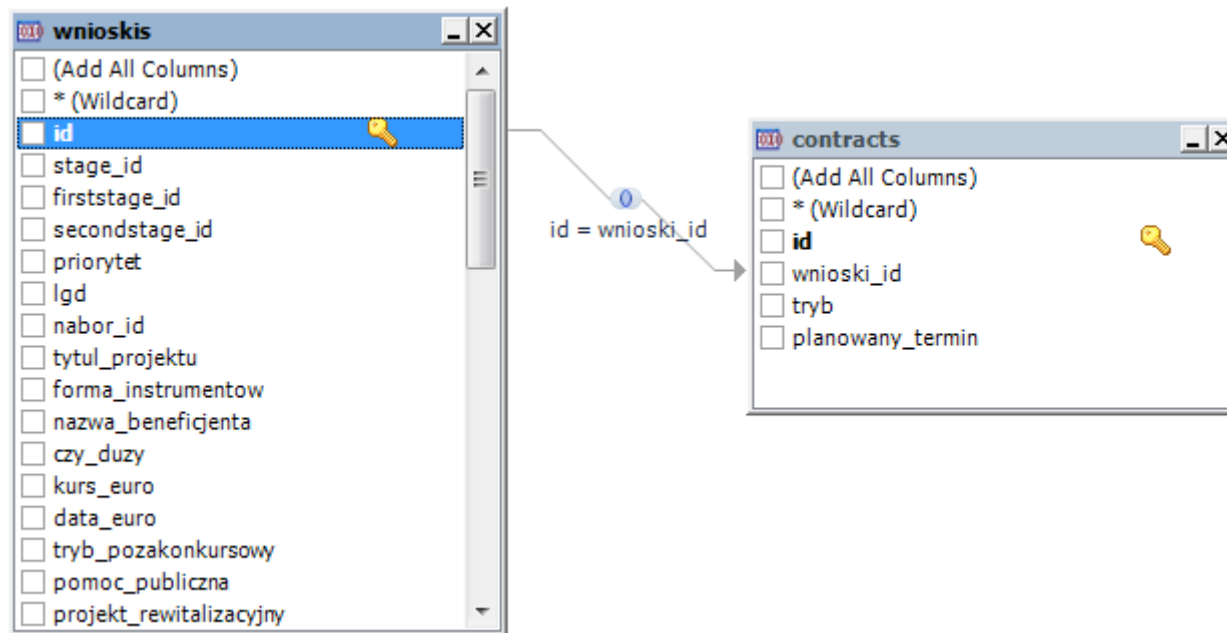 wnioskis
(Add All Columns)
* (Wildcard)
id
stage_id
firststage_id
secondstage_id
priorytet
lgd
nabor_id
tytul_projektu
forma_instrumentow
nazwa_beneficjenta
czy_duzy
kurs_euro
data_euro
tryb_pozakonkursowy
pomoc_publiczna
projekt_rewitalizacyjny
id = wnioski_id
contracts
(Add All Columns)
* (Wildcard)
id
wnioski_id
tryb
planowany_termin